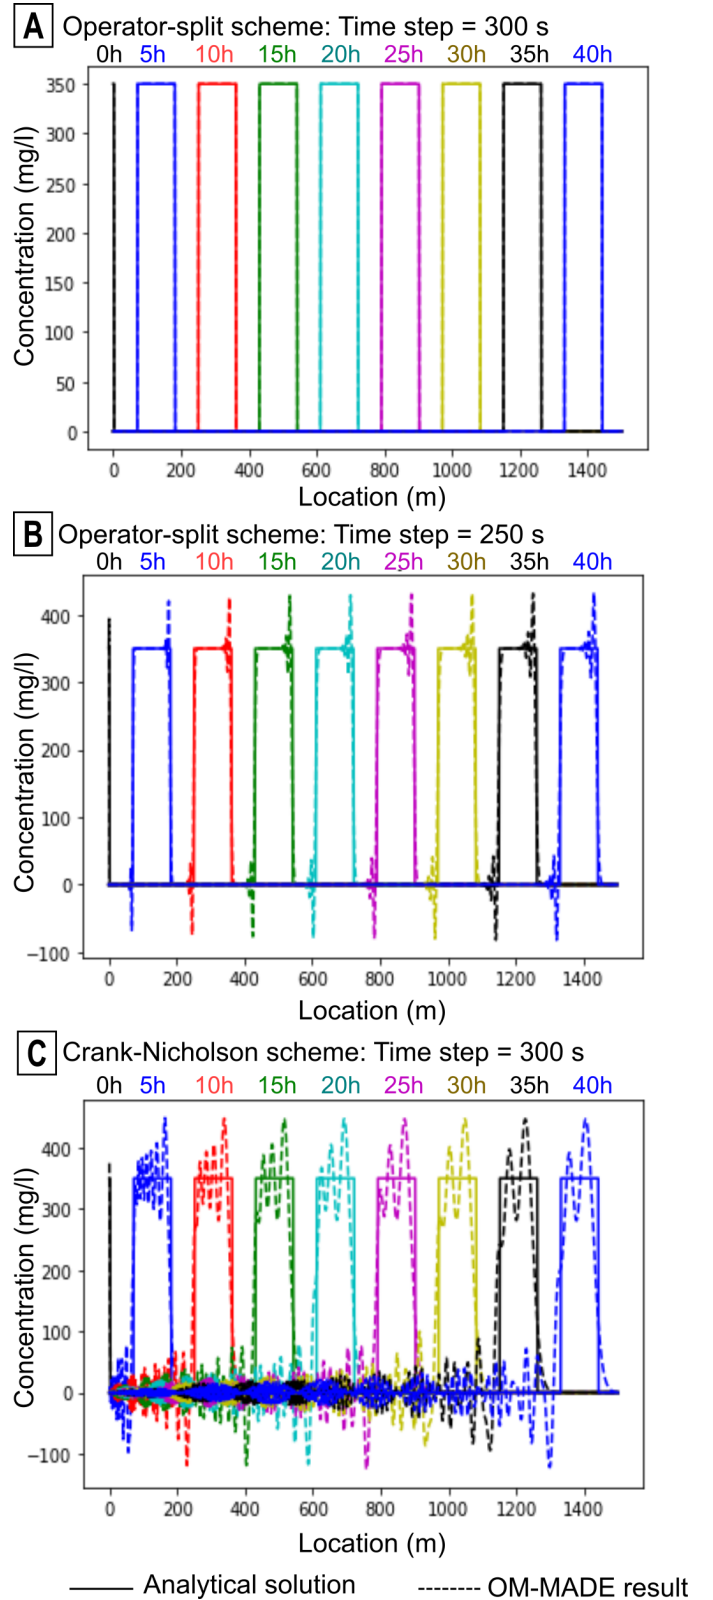 A Operator-split scheme: Time step = 300 s
0h 5h 10h 15h 20h 25h 30h 35h 40h
350
300
250
200
150
100
50
0
Concentration (mg/l)
0 200 400 600 800 1000 1200 1400
Location (m)
B Operator-split scheme: Time step = 250 s
0h 5h 10h 15h 20h 25h 30h 35h 40h
400
300
200
100
0
−100
Concentration (mg/l)
0 200 400 600 800 1000 1200 1400
Location (m)
C Crank-Nicholson scheme: Time step = 300 s
0h 5h 10h 15h 20h 25h 30h 35h 40h
400
300
200
100
0
−100
Concentration (mg/l)
0 200 400 600 800 1000 1200 1400
Location (m)
Analytical solution OM-MADE result